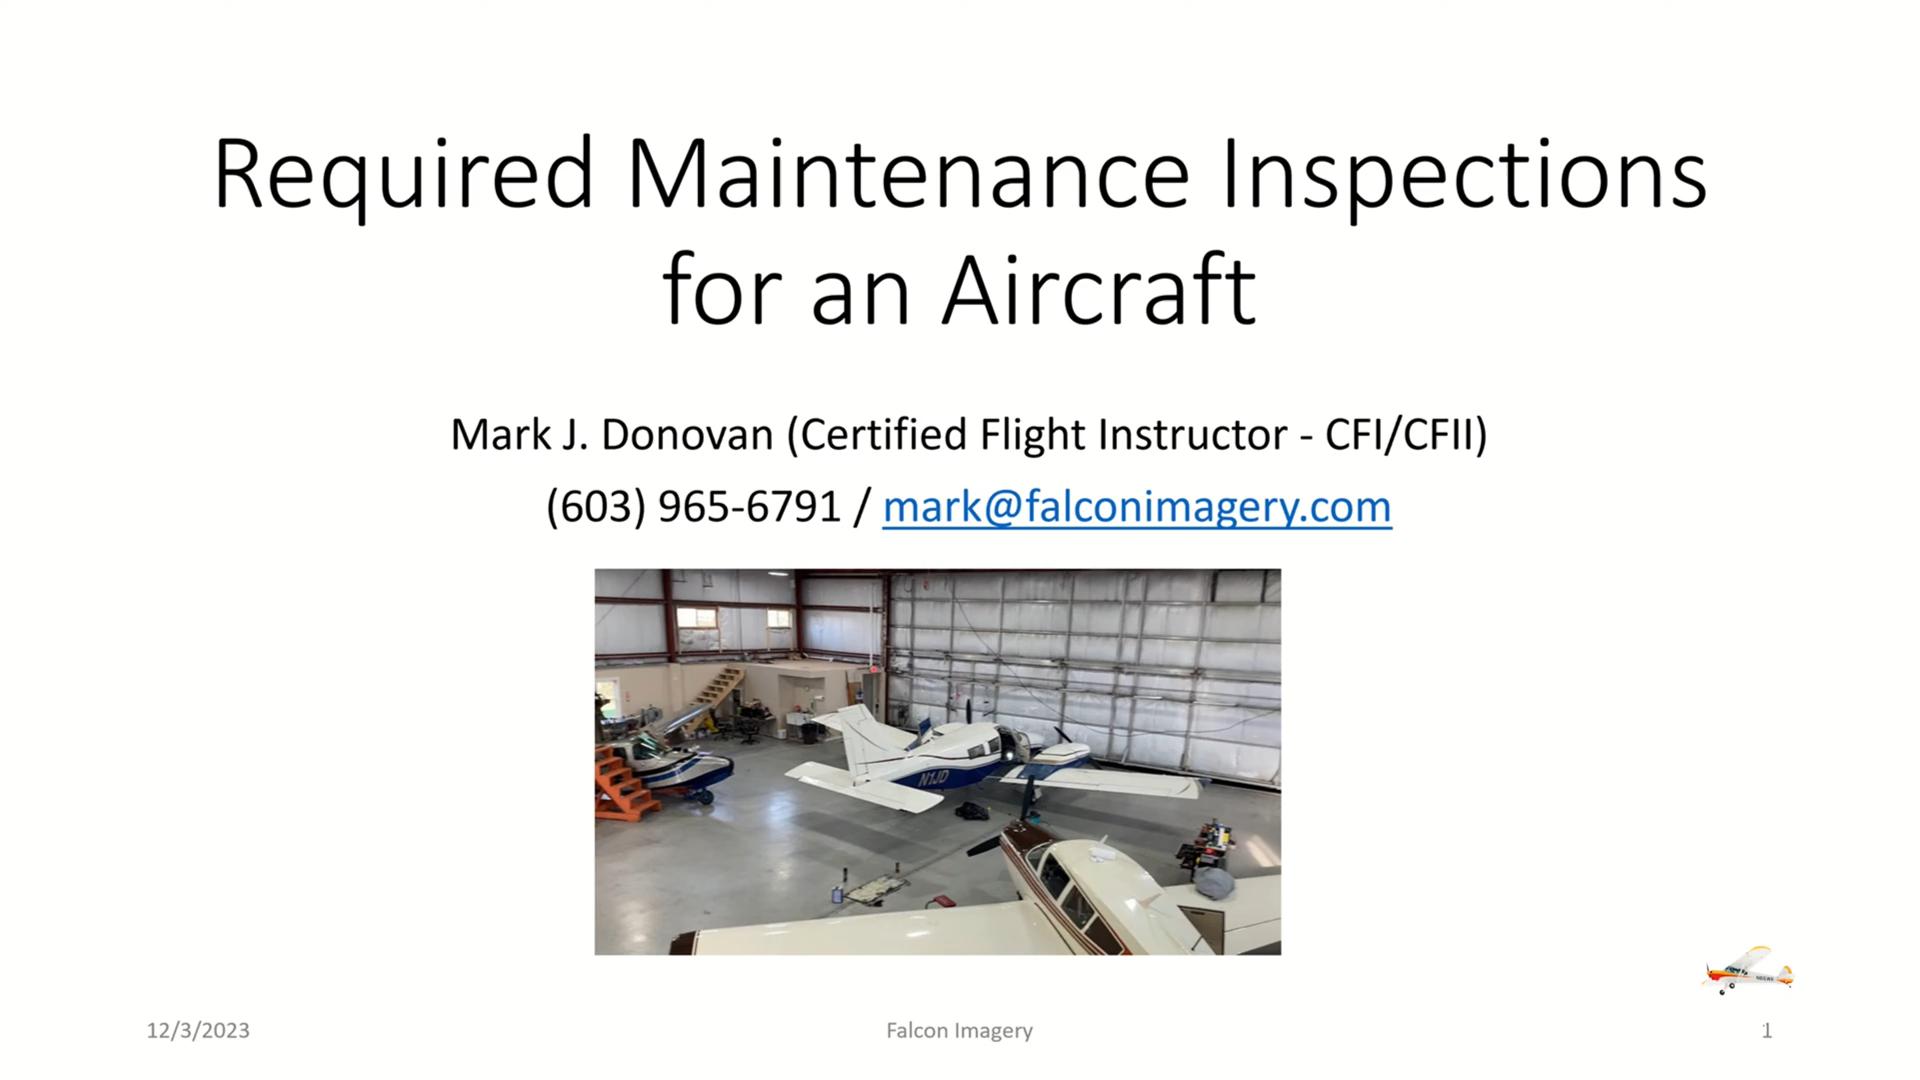 Required Maintenance Inspections
for an Aircraft
Mark J. Donovan (Certified Flight Instructor - CFI/CFII)
(603) 965-6791 / mark@falconimagery.com
N1JD
12/3/2023
Falcon Imagery
1